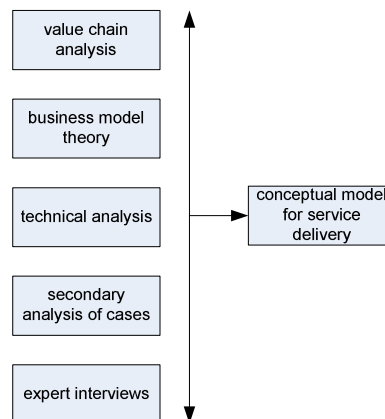 value chain
analysis
business model
theory
technical analysis
conceptual model
for service
delivery
secondary
analysis of cases
expert interviews